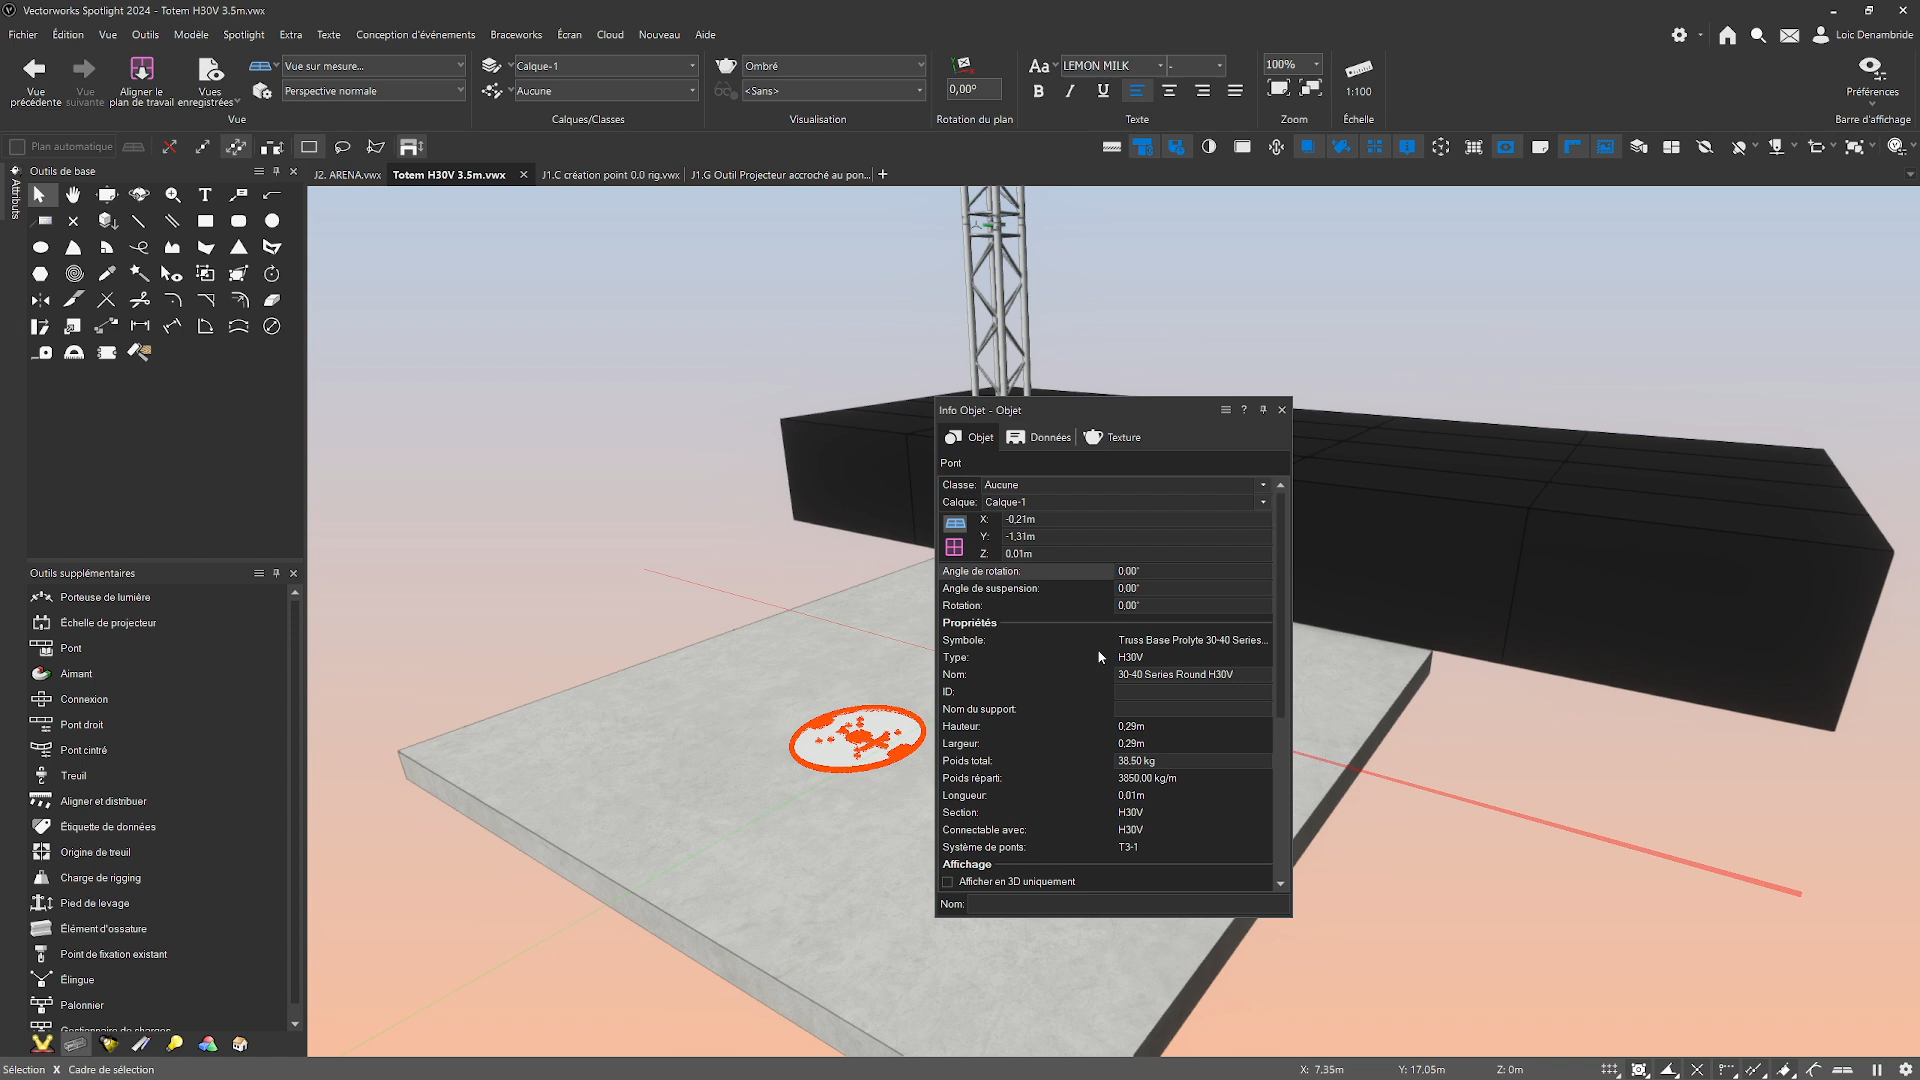 Vectorworks Spotlight 2024 - Totem H30V 3.5m.vwx
Fichier Édition Vue Outils Modèle Extra Texte Spotlight Conception d'événements Braceworks Écran Cloud Nouveau Aide
Loic Denambride
Vue précédente
Vue suivante
Aligner le plan de travail
Vues enregistrées
Vue sur mesure...
Perspective normale
Vue
Calque-1
Aucune
Calques/Classes
Ombré
<Sans>
Visualisation
0,00°
Rotation du plan
Aa LEMON MILK -
B I U
Texte
100%
Zoom
1:100
Échelle
Préférences
Barre d'affichage
Plan automatique
Attributs
Outils de base
J2. ARENA.vwx
Totem H30V 3.5m.vwx
J1.C création point 0.0 rig.vwx
J1.G Outil Projecteur accroché au pon...
Outils supplémentaires
Porteuse de lumière
Échelle de projecteur
Pont
Aimant
Connexion
Pont droit
Pont cintré
Treuil
Aligner et distribuer
Étiquette de données
Origine de treuil
Charge de rigging
Pied de levage
Élément d'ossature
Point de fixation existant
Élingue
Palonnier
Info Objet - Objet
Objet Données Texture
Pont
Classe: Aucune
Calque: Calque-1
X: -0,21m
Y: -1,31m
Z: 0,01m
Angle de rotation: 0,00°
Angle de suspension: 0,00°
Rotation: 0,00°
Propriétés
Symbole: Truss Base Prolyte 30-40 Series...
Type: H30V
Nom: 30-40 Series Round H30V
ID:
Nom du support:
Hauteur: 0,29m
Largeur: 0,29m
Poids total: 38.50 kg
Poids réparti: 3850,00 kg/m
Longueur: 0,01m
Section: H30V
Connectable avec: H30V
Système de ponts: T3-1
Affichage
Afficher en 3D uniquement
Nom:
Sélection X Cadre de sélection
X: 7,35m Y: 17,05m Z: 0m